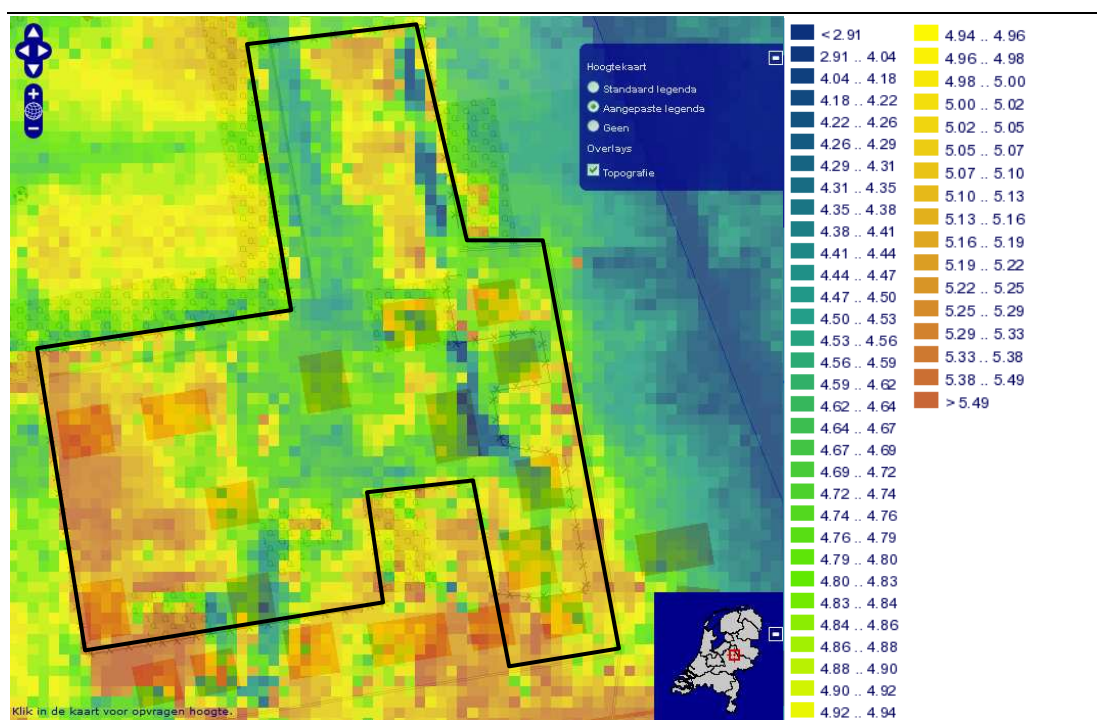 Hoogtekaart
Standaard legenda
Aangepaste legenda
Geen
Overlays
Topografie
Klik in de kaart voor opvragen hoogte.
< 2.91
2.91 .. 4.04
4.04 .. 4.18
4.18 .. 4.22
4.22 .. 4.26
4.26 .. 4.29
4.29 .. 4.31
4.31 .. 4.35
4.35 .. 4.38
4.38 .. 4.41
4.41 .. 4.44
4.44 .. 4.47
4.47 .. 4.50
4.50 .. 4.53
4.53 .. 4.56
4.56 .. 4.59
4.59 .. 4.62
4.62 .. 4.64
4.64 .. 4.67
4.67 .. 4.69
4.69 .. 4.72
4.72 .. 4.74
4.74 .. 4.76
4.76 .. 4.79
4.79 .. 4.80
4.80 .. 4.83
4.83 .. 4.84
4.84 .. 4.86
4.86 .. 4.88
4.88 .. 4.90
4.90 .. 4.92
4.92 .. 4.94
4.94 .. 4.96
4.96 .. 4.98
4.98 .. 5.00
5.00 .. 5.02
5.02 .. 5.05
5.05 .. 5.07
5.07 .. 5.10
5.10 .. 5.13
5.13 .. 5.16
5.16 .. 5.19
5.19 .. 5.22
5.22 .. 5.25
5.25 .. 5.29
5.29 .. 5.33
5.33 .. 5.38
5.38 .. 5.49
> 5.49